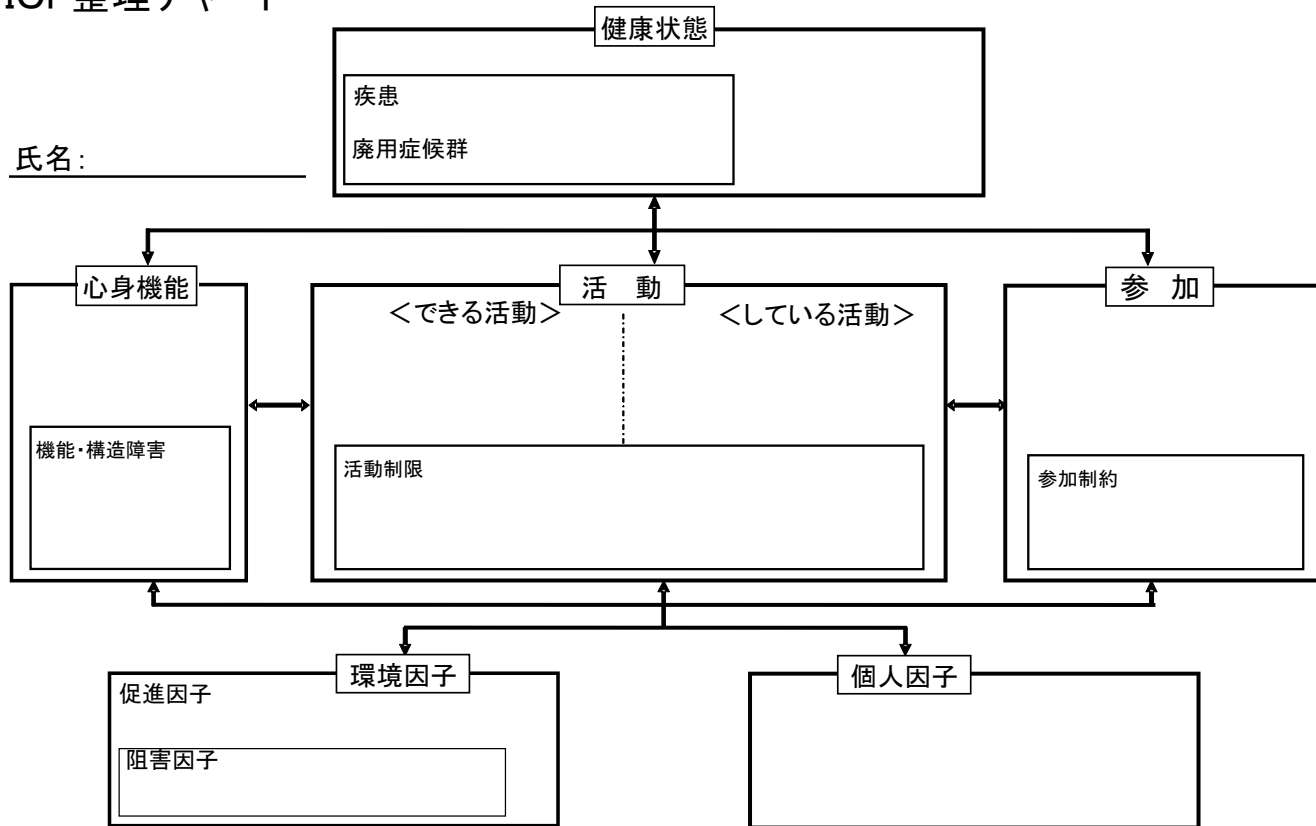 ICF整理チャート
健康状態
疾患
廃用症候群
氏名:
心身機能
活　動
参　加
＜できる活動＞
＜している活動＞
機能・構造障害
活動制限
参加制約
環境因子
個人因子
促進因子
阻害因子